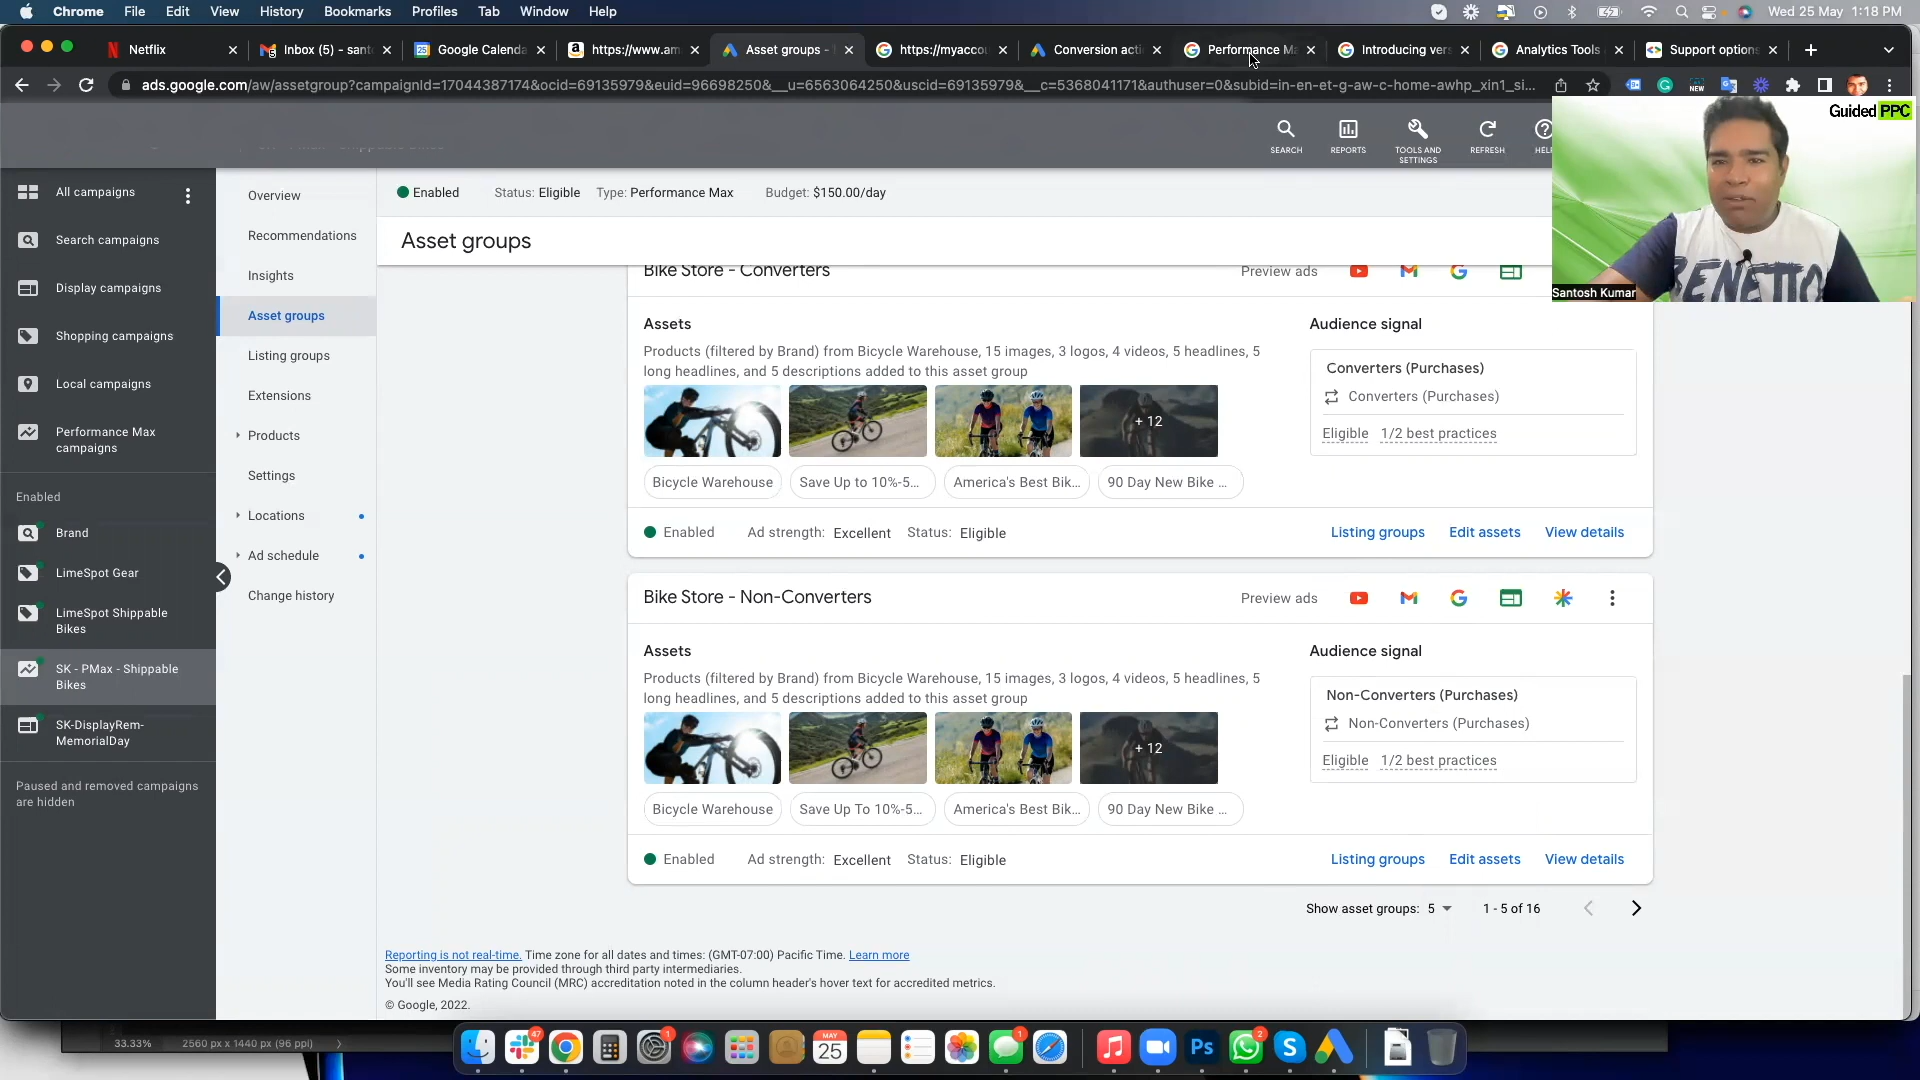 Chrome File Edit View History Bookmarks Profiles Tab Window Help
Wed 25 May 1:18 PM
Netflix
Inbox (5) - sant
Google Calenda
https://www.am
Asset groups -
https://myacco
Conversion acti
Performance Ma
Introducing vers
Analytics Tools
Support options
ads.google.com/aw/assetgroup?campaignId=17044387174&ocid=69135979&euid=96698250&__u=6563064250&uscid=69135979&__c=5368041171&authuser=0&subid=in-en-et-g-aw-c-home-awhp_xin1_si...
NEW
SEARCH
REPORTS
TOOLS AND SETTINGS
REFRESH
HEL
Guided PPC
BENETTO
Santosh Kumar
All campaigns
Search campaigns
Display campaigns
Shopping campaigns
Local campaigns
Performance Max
campaigns
Enabled
Brand
LimeSpot Gear
LimeSpot Shippable
Bikes
SK - PMax - Shippable
Bikes
SK-DisplayRem-
MemorialDay
Paused and removed campaigns
are hidden
Overview
Recommendations
Insights
Asset groups
Listing groups
Extensions
Products
Settings
Locations
Ad schedule
Change history
Enabled Status: Eligible Type: Performance Max Budget: $150.00/day
Asset groups
Bike Store - Converters
Preview ads
Assets
Products (filtered by Brand) from Bicycle Warehouse, 15 images, 3 logos, 4 videos, 5 headlines, 5
long headlines, and 5 descriptions added to this asset group
+ 12
Bicycle Warehouse
Save Up to 10%-5...
America's Best Bik...
90 Day New Bike ...
Audience signal
Converters (Purchases)
Converters (Purchases)
Eligible 1/2 best practices
Enabled Ad strength: Excellent Status: Eligible
Listing groups Edit assets View details
Bike Store - Non-Converters
Preview ads
Assets
Products (filtered by Brand) from Bicycle Warehouse, 15 images, 3 logos, 4 videos, 5 headlines, 5
long headlines, and 5 descriptions added to this asset group
+ 12
Bicycle Warehouse
Save Up To 10%-5...
America's Best Bik...
90 Day New Bike ...
Audience signal
Non-Converters (Purchases)
Non-Converters (Purchases)
Eligible 1/2 best practices
Enabled Ad strength: Excellent Status: Eligible
Listing groups Edit assets View details
Show asset groups: 5 1 - 5 of 16
Reporting is not real-time. Time zone for all dates and times: (GMT-07:00) Pacific Time. Learn more
Some inventory may be provided through third party intermediaries.
You'll see Media Rating Council (MRC) accreditation noted in the column header's hover text for accredited metrics.
© Google, 2022.
33.33% 2560 px x 1440 px (96 ppi)
47
1
MAY
25
1
Ps
2